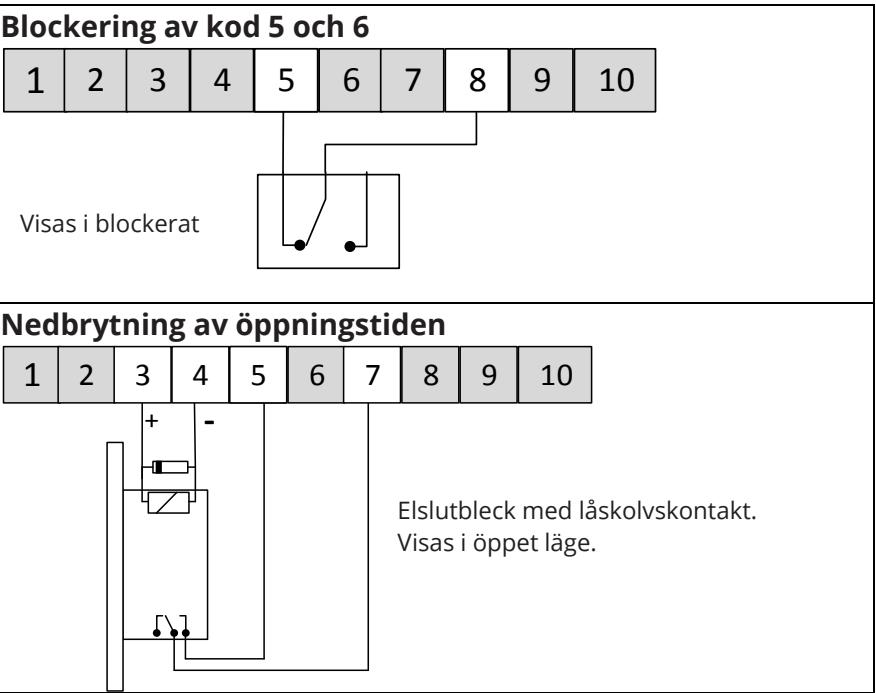 Blockering av kod 5 och 6
1 2 3 4 5 6 7 8 9 10
Visas i blockerat
Nedbrytning av öppningstiden
1 2 3 4 5 6 7 8 9 10
+ -
Elslutbleck med låskolvskontakt.
Visas i öppet läge.